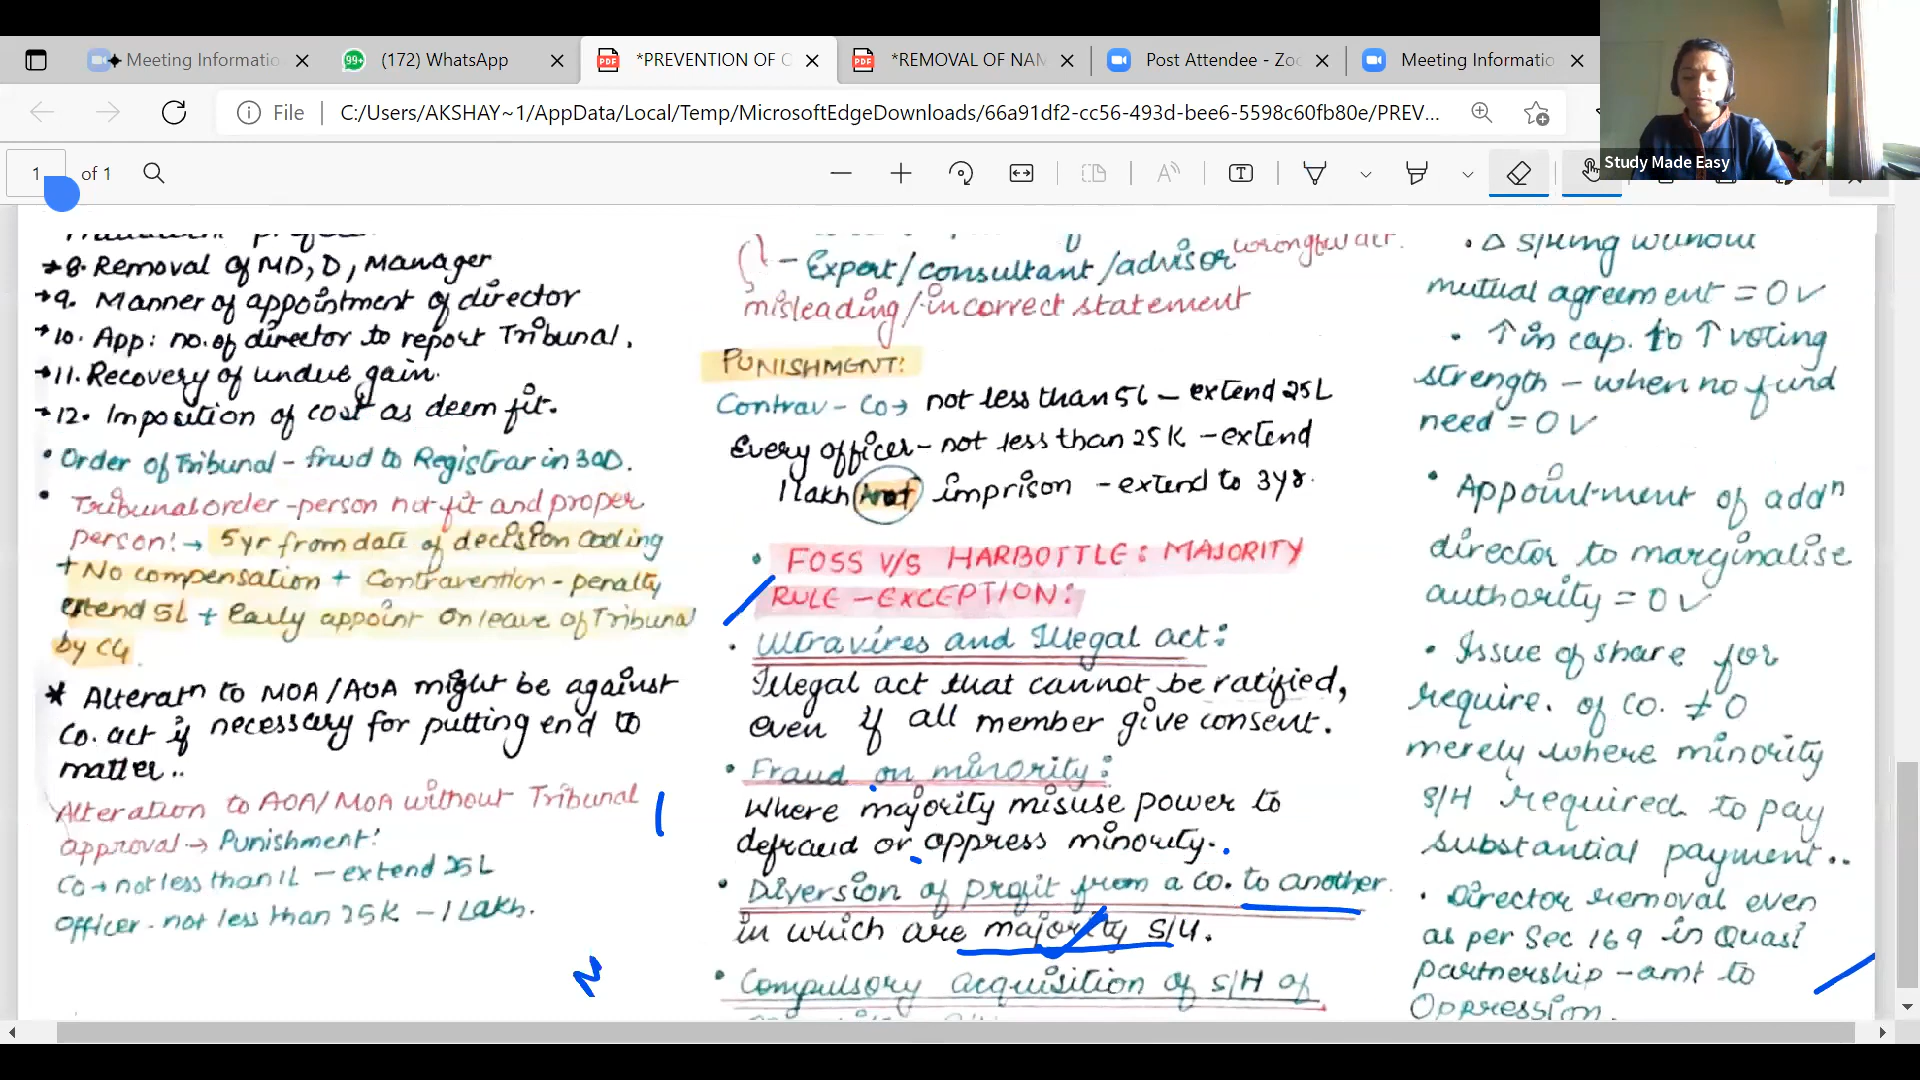 Meeting Informatio
(172) WhatsApp
*PREVENTION OF O
*REMOVAL OF NAM
Post Attendee - Zoo
Meeting Informatio
File
C:/Users/AKSHAY~1/AppData/Local/Temp/MicrosoftEdgeDownloads/66a91df2-cc56-493d-bee6-5598c60fb80e/PREV...
Study Made Easy
1 of 1
8. Removal of MD, D, Manager
9. Manner of appointment of director
10. App: no. of director to report Tribunal.
11. Recovery of undue gain.
12. Imposition of cost as deem fit.
Order of Tribunal - frwd to Registrar in 30D.
Tribunal order - person not fit and proper
person! → 5yr from date of decision
+ No compensation + Contravention - penalty
extend 5L + Early appoint on leave of Tribunal
by CG.
* Alteratn to MOA/AOA might be against
Co. act if necessary for putting end to
matter..
Alteration to AOA/MOA without Tribunal
approval → Punishment!
Co → not less than 1L - extend 25L
Officer - not less than 25K - 1 Lakh.
wrongful act.
- Expert/consultant/advisor
misleading/incorrect statement
PUNISHMENT:
Contrav - Co → not less than 5L - extend 25L
Every officer - not less than 25K - extend
1 lakh imprison - extend to 3yr.
FOSS V/S HARBOTTLE: MAJORITY
RULE - EXCEPTION:
Ultravires and Illegal act:
Illegal act that cannot be ratified,
even if all member give consent.
Fraud on minority:
Where majority misuse power to
defraud or oppress minority.
Diversion of profit from a co. to another
in which are majority S/H.
Compulsory acquisition of S/H of
. Δ S/Hing without
mutual agreement = O ✓
• ↑ in cap. to ↑ voting
strength - when no fund
need = O ✓
• Appointment of addn
director to marginalise
authority = O ✓
• Issue of share for
require. of Co. ≠ O
merely where minority
S/H required to pay
substantial payment..
• Director removal even
as per Sec 169 in Quasi
partnership - amt to
Oppression.